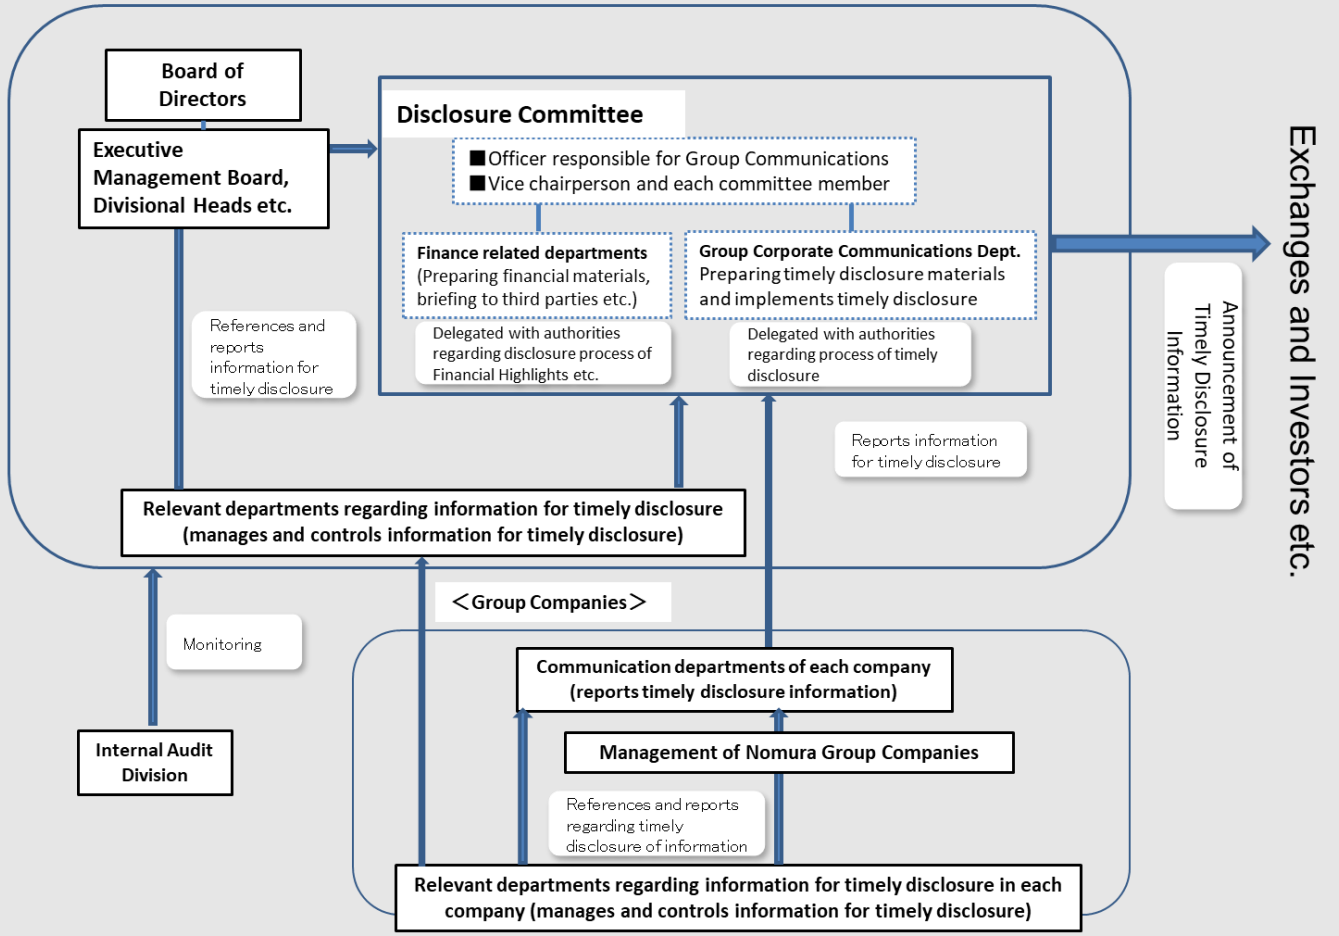 Board of
Directors
Executive
Management Board,
Divisional Heads etc.
Disclosure Committee
■Officer responsible for Group Communications
■Vice chairperson and each committee member
Finance related departments
(Preparing financial materials,
briefing to third parties etc.)
Group Corporate Communications Dept.
Preparing timely disclosure materials
and implements timely disclosure
Delegated with authorities
regarding disclosure process of
Financial Highlights etc.
Delegated with authorities
regarding process of timely
disclosure
References and
reports
information for
timely disclosure
Reports information
for timely disclosure
Announcement of
Timely Disclosure
Information
Exchanges and Investors etc.
Relevant departments regarding information for timely disclosure
(manages and controls information for timely disclosure)
Monitoring
Internal Audit
Division
<Group Companies>
Communication departments of each company
(reports timely disclosure information)
Management of Nomura Group Companies
References and reports
regarding timely
disclosure of information
Relevant departments regarding information for timely disclosure in each
company (manages and controls information for timely disclosure)